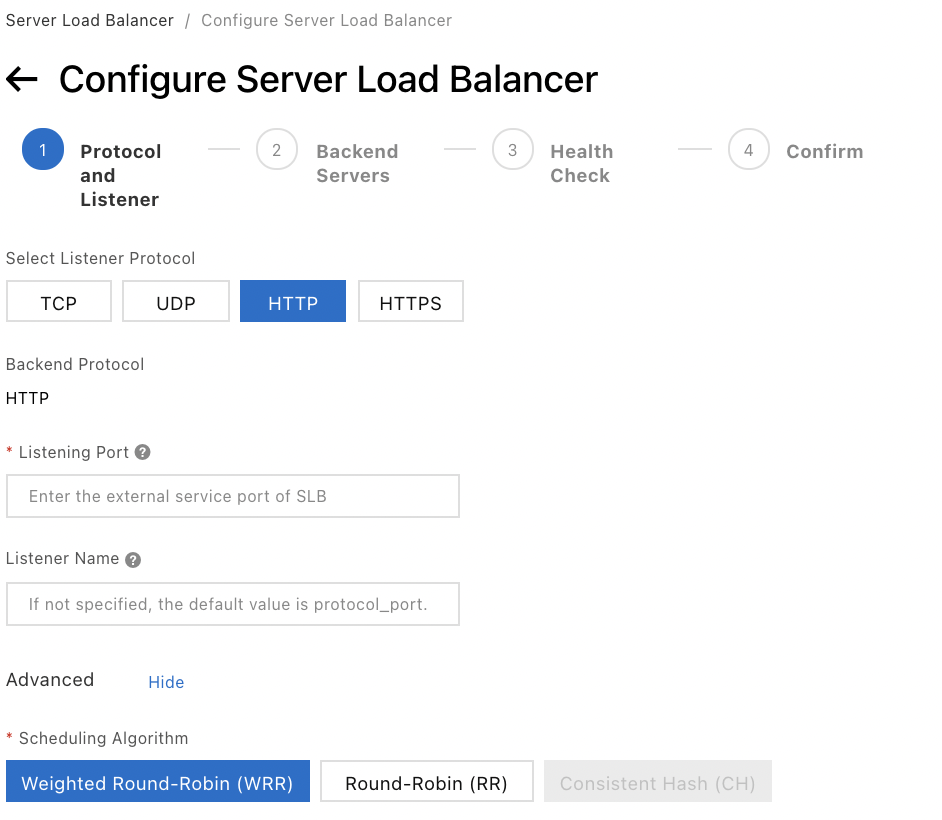 Server Load Balancer / Configure Server Load Balancer
← Configure Server Load Balancer
1 Protocol and Listener
2 Backend Servers
3 Health Check
4 Confirm
Select Listener Protocol
TCP UDP HTTP HTTPS
Backend Protocol
HTTP
* Listening Port ?
Enter the external service port of SLB
Listener Name ?
If not specified, the default value is protocol_port.
Advanced Hide
* Scheduling Algorithm
Weighted Round-Robin (WRR) Round-Robin (RR) Consistent Hash (CH)